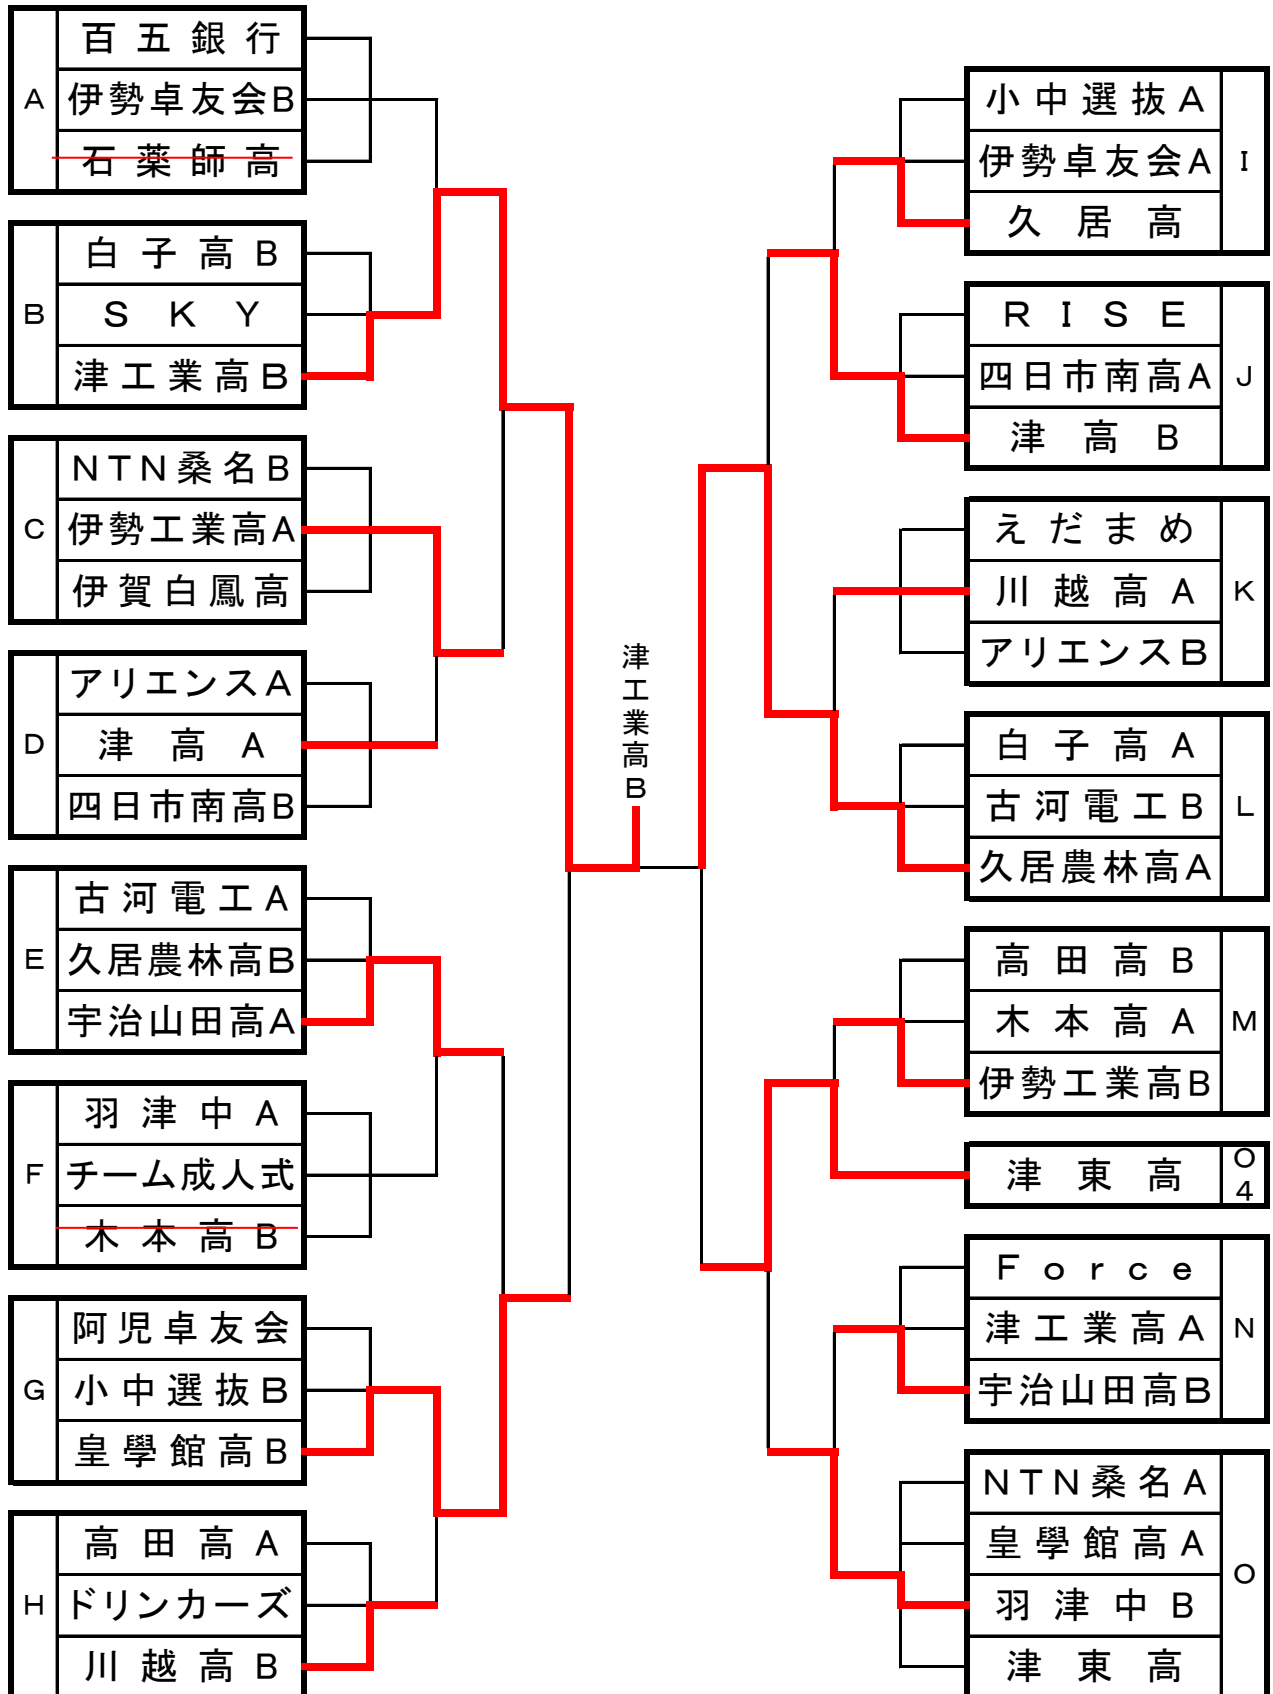 A
百五銀行
伊勢卓友会B
石薬師高
B
白子高B
SKY
津工業高B
C
NTN桑名B
伊勢工業高A
伊賀白鳳高
D
アリエンスA
津高A
四日市南高B
E
古河電工A
久居農林高B
宇治山田高A
F
羽津中A
チーム成人式
木本高B
G
阿児卓友会
小中選抜B
皇學館高B
H
高田高A
ドリンカーズ
川越高B
津工業高B
小中選抜A
伊勢卓友会A
久居高
I
RISE
四日市南高A
津高B
J
えだまめ
川越高A
アリエンスB
K
白子高A
古河電工B
久居農林高A
L
高田高B
木本高A
伊勢工業高B
M
津東高
O4
Force
津工業高A
宇治山田高B
N
NTN桑名A
皇學館高A
羽津中B
津東高
O